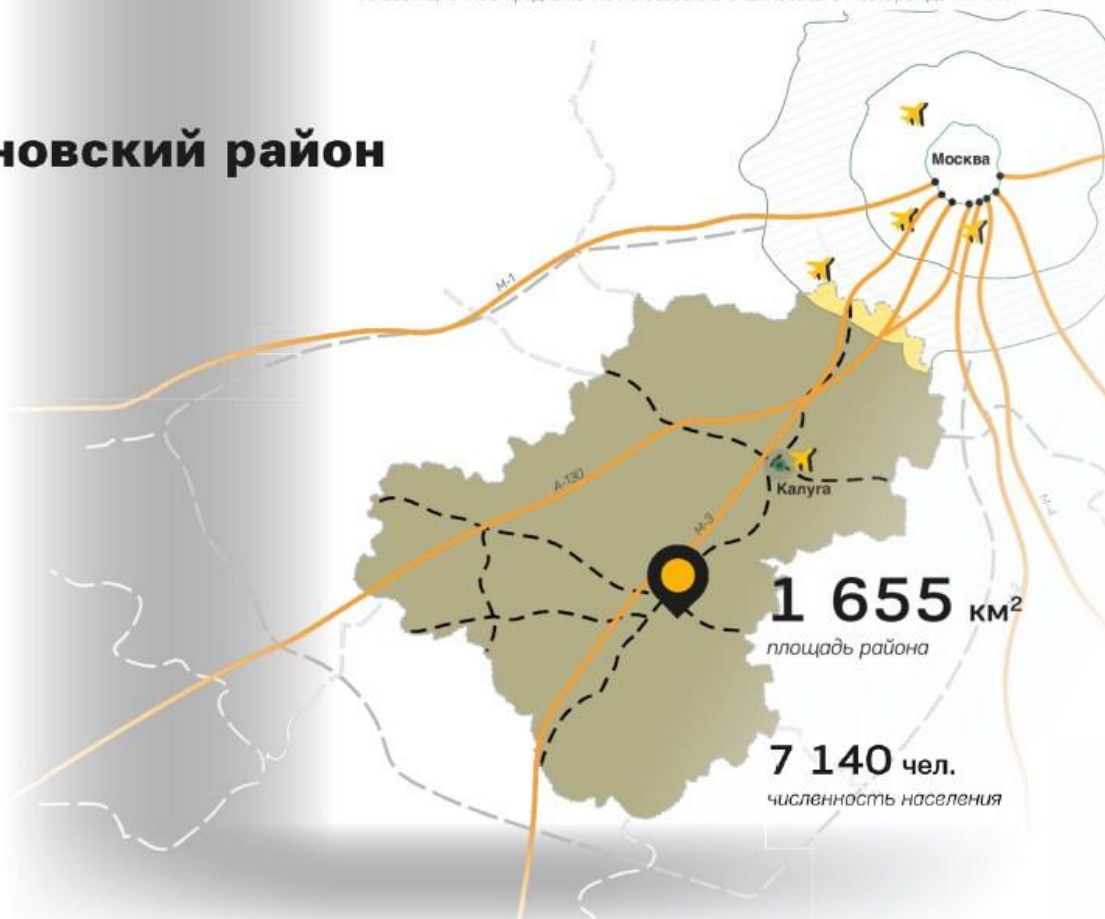 новский район
Москва
М-1
А-130
Калуга
М-3
М-4
1 655 км²
площадь района
7 140 чел.
численность населения